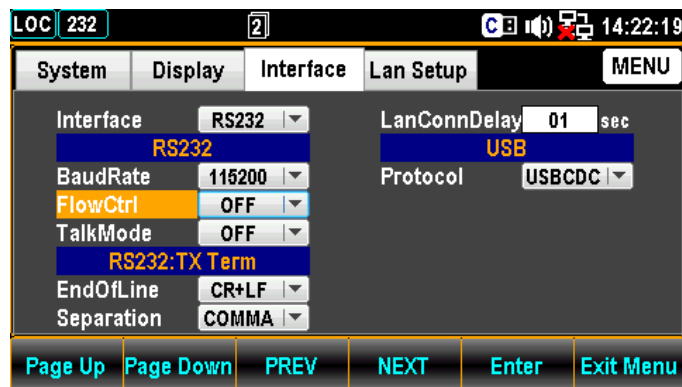 LOC 232 2 C 14:22:19
System Display Interface Lan Setup MENU
Interface RS232 LanConnDelay 01 sec
RS232 USB
BaudRate 115200 Protocol USBCDC
FlowCtrl OFF
TalkMode OFF
RS232:TX Term
EndOfLine CR+LF
Separation COMMA
Page Up Page Down PREV NEXT Enter Exit Menu